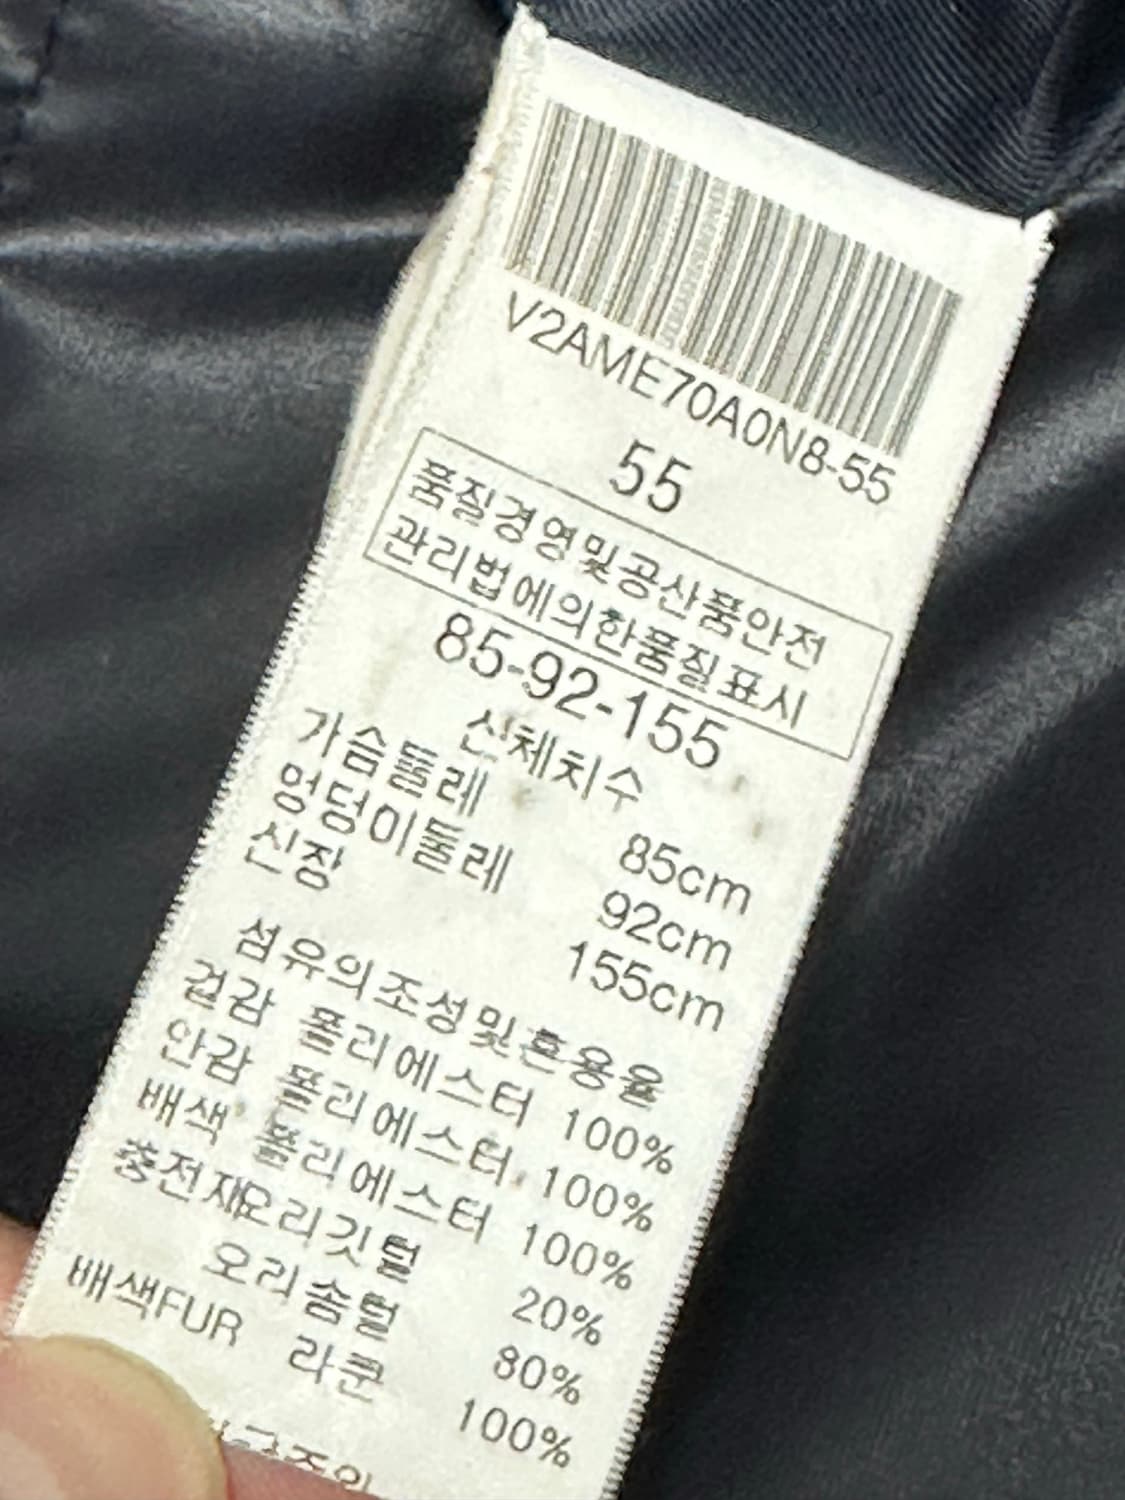 V2AME70A0N8-55
55
품질경영및공산품안전
관리법에의한품질표시
85-92-155
신체치수
가슴둘레 85cm
엉덩이둘레 92cm
신장 155cm
섬유의조성및혼용율
겉감 폴리에스터 100%
안감 폴리에스터 100%
배색 폴리에스터 100%
충전재오리깃털 20%
오리솜털 80%
배색FUR 라쿤 100%